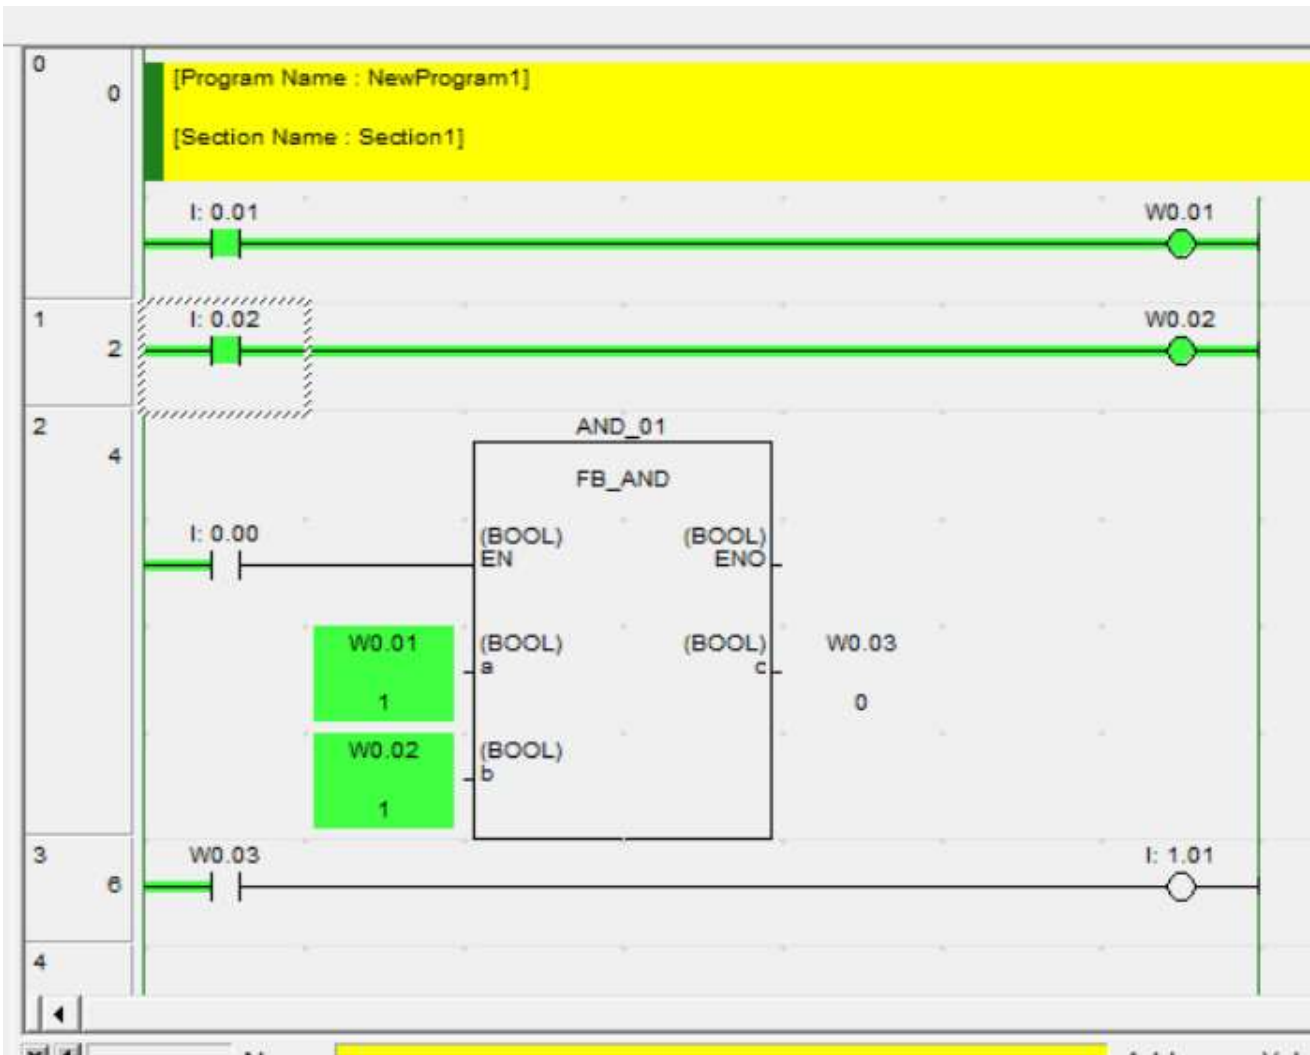 0
0
[Program Name : NewProgram1]
[Section Name : Section1]
I: 0.01
W0.01
1
2
I: 0.02
W0.02
2
4
AND_01
FB_AND
I: 0.00
(BOOL)
EN
(BOOL)
ENO
W0.01
1
(BOOL)
a
(BOOL)
c
W0.03
0
W0.02
1
(BOOL)
b
3
6
W0.03
I: 1.01
4